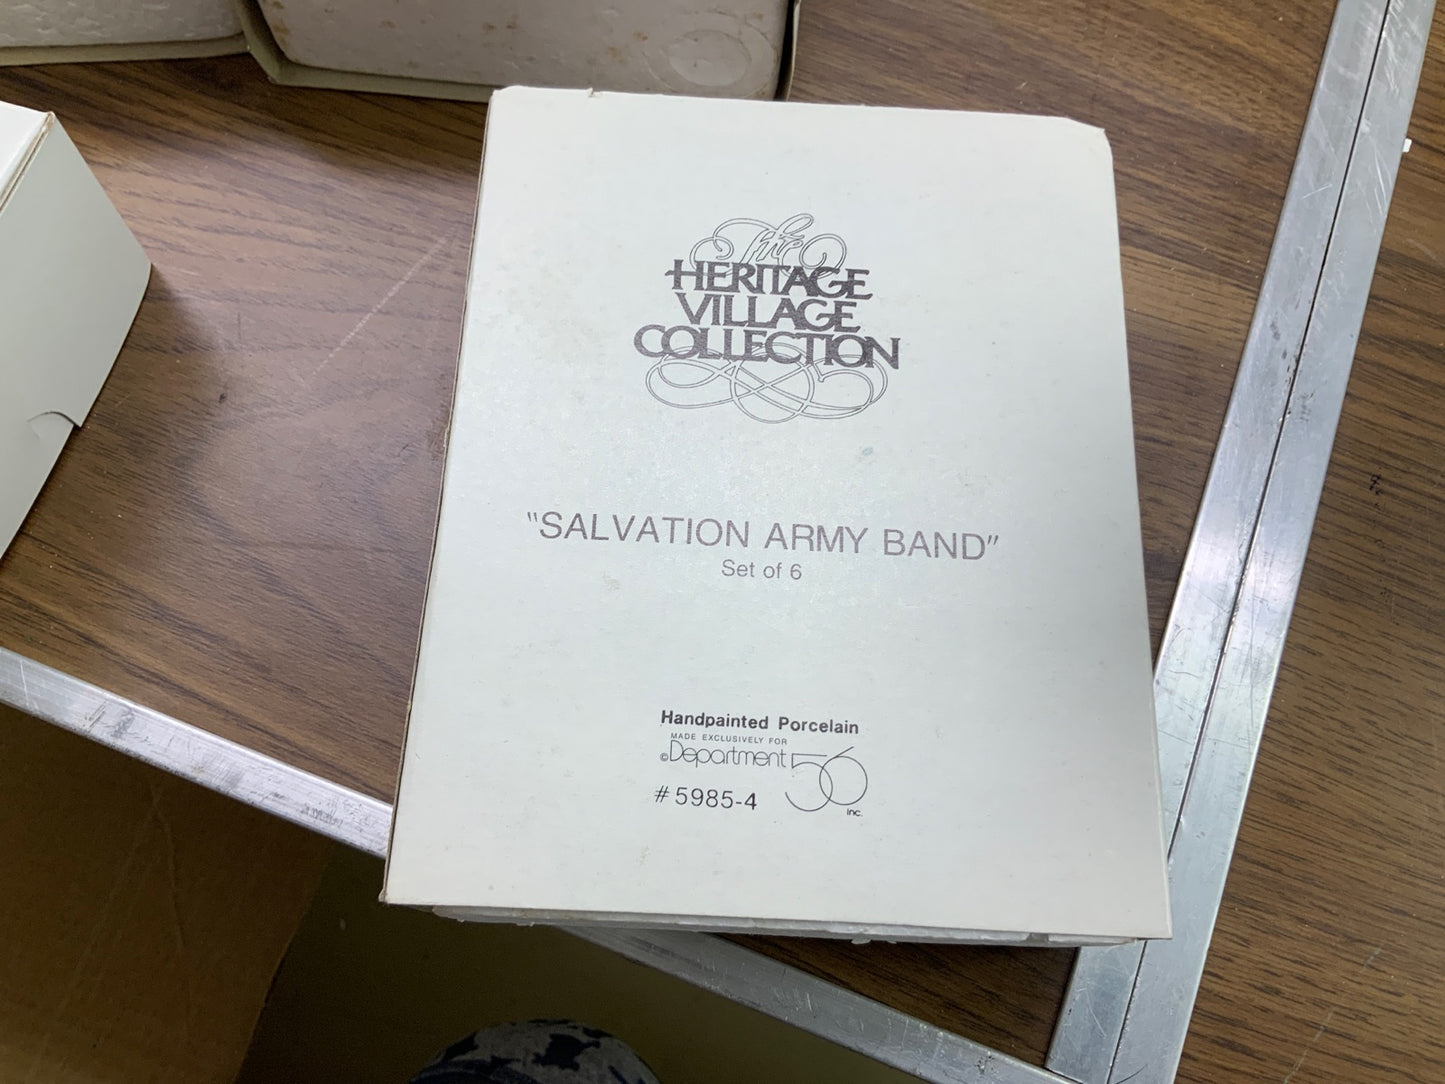 The
HERITAGE
VILLAGE
COLLECTION
"SALVATION ARMY BAND"
Set of 6
Handpainted Porcelain
MADE EXCLUSIVELY FOR
©Department 56
inc.
# 5985-4